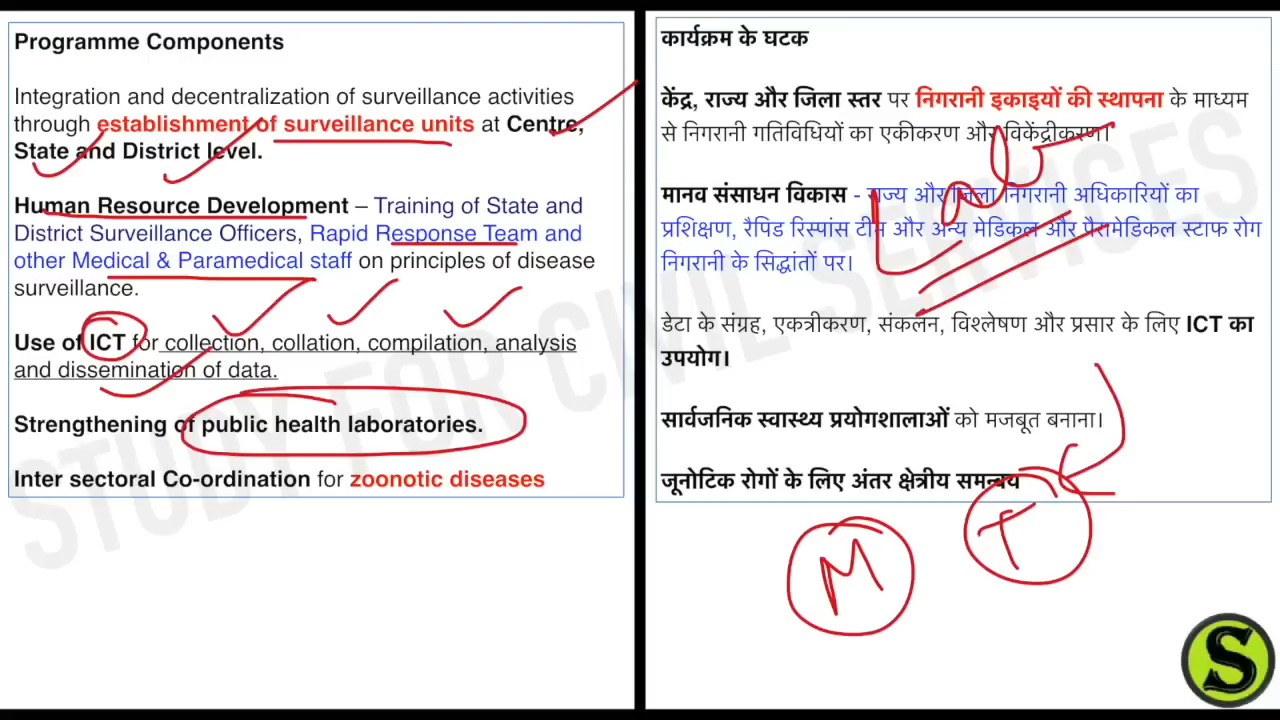 Programme Components
Integration and decentralization of surveillance activities
through establishment of surveillance units at Centre,
State and District level.
Human Resource Development – Training of State and
District Surveillance Officers, Rapid Response Team and
other Medical & Paramedical staff on principles of disease
surveillance.
Use of ICT for collection, collation, compilation, analysis
and dissemination of data.
Strengthening of public health laboratories.
Inter sectoral Co-ordination for zoonotic diseases
कार्यक्रम के घटक
केंद्र, राज्य और जिला स्तर पर निगरानी इकाइयों की स्थापना के माध्यम
से निगरानी गतिविधियों का एकीकरण और विकेंद्रीकरण।
मानव संसाधन विकास - राज्य और जिला निगरानी अधिकारियों का
प्रशिक्षण, रैपिड रिस्पांस टीम और अन्य मेडिकल और पैरामेडिकल स्टाफ रोग
निगरानी के सिद्धांतों पर।
डेटा के संग्रह, एकत्रीकरण, संकलन, विश्लेषण और प्रसार के लिए ICT का
उपयोग।
सार्वजनिक स्वास्थ्य प्रयोगशालाओं को मजबूत बनाना।
जूनोटिक रोगों के लिए अंतर क्षेत्रीय समन्वय
Lab
M
T
STUDY FOR CIVIL SERVICES
S